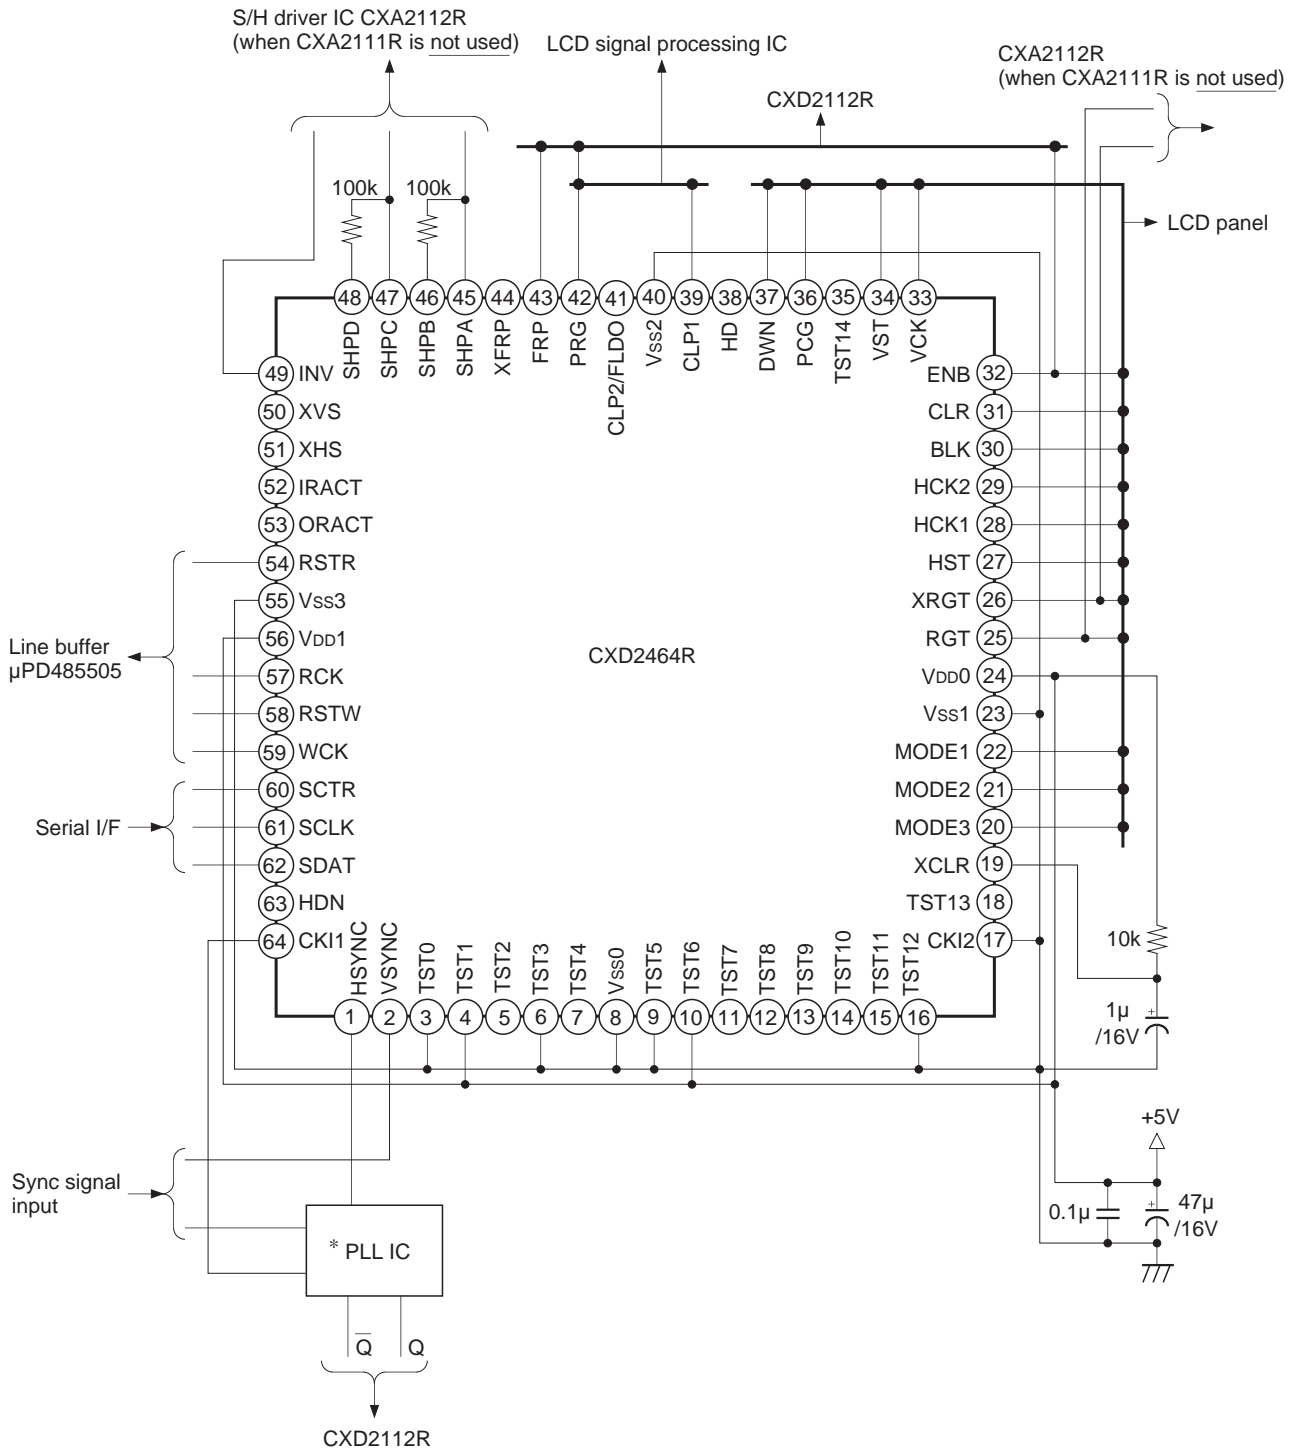 S/H driver IC CXA2112R
(when CXA2111R is not used)
LCD signal processing IC
CXD2112R
CXA2112R
(when CXA2111R is not used)
LCD panel
100k
100k
48
47
46
45
44
43
42
41
40
39
38
37
36
35
34
33
SHPD
SHPC
SHPB
SHPA
XFRP
FRP
PRG
CLP2/FLDO
VSS2
CLP1
HD
DWN
PCG
TST14
VST
VCK
49 INV
50 XVS
51 XHS
52 IRACT
53 ORACT
54 RSTR
55 VSS3
56 VDD1
57 RCK
58 RSTW
59 WCK
60 SCTR
61 SCLK
62 SDAT
63 HDN
64 CKI1
Line buffer
µPD485505
Serial I/F
CXD2464R
ENB 32
CLR 31
BLK 30
HCK2 29
HCK1 28
HST 27
XRGT 26
RGT 25
VDD0 24
VSS1 23
MODE1 22
MODE2 21
MODE3 20
XCLR 19
TST13 18
CKI2 17
HSYNC
VSYNC
TST0
TST1
TST2
TST3
TST4
VSS0
TST5
TST6
TST7
TST8
TST9
TST10
TST11
TST12
1
2
3
4
5
6
7
8
9
10
11
12
13
14
15
16
10k
1µ
/16V
+
+5V
0.1µ
+
47µ
/16V
Sync signal
input
* PLL IC
Q̅
Q
CXD2112R